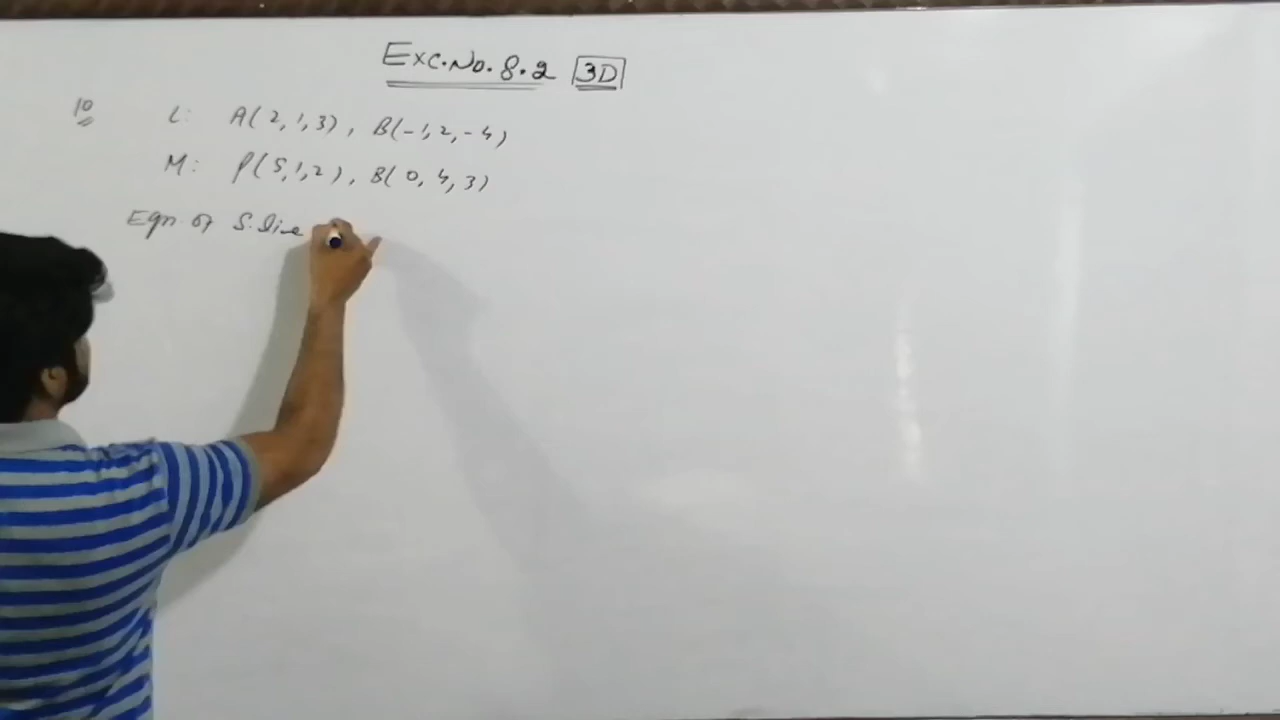 Exc.No.8.2 3D
10 L: A(2,1,3), B(-1,2,-4)
M: P(5,1,2), B(0,4,3)
Eqn of S.line